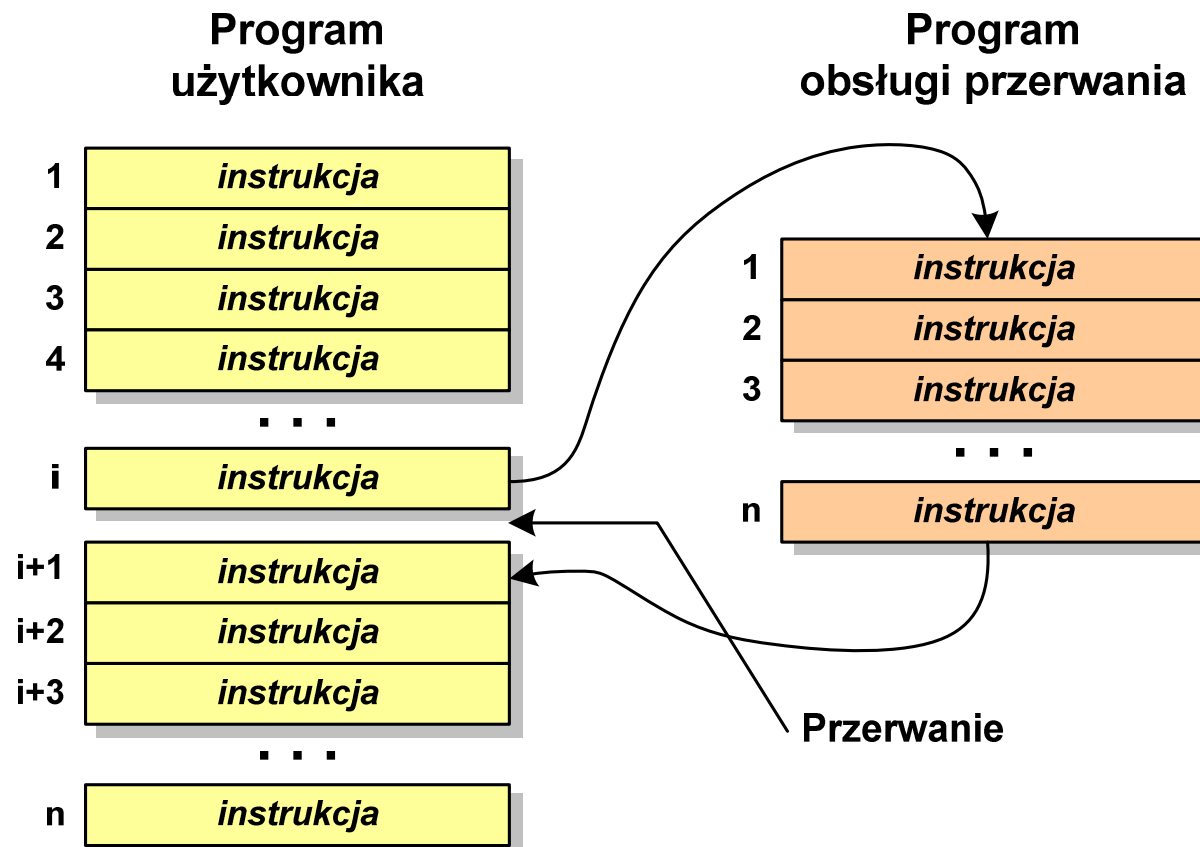 Program
użytkownika
1 instrukcja
2 instrukcja
3 instrukcja
4 instrukcja
. . .
i instrukcja
i+1 instrukcja
i+2 instrukcja
i+3 instrukcja
. . .
n instrukcja
Program
obsługi przerwania
1 instrukcja
2 instrukcja
3 instrukcja
. . .
n instrukcja
Przerwanie